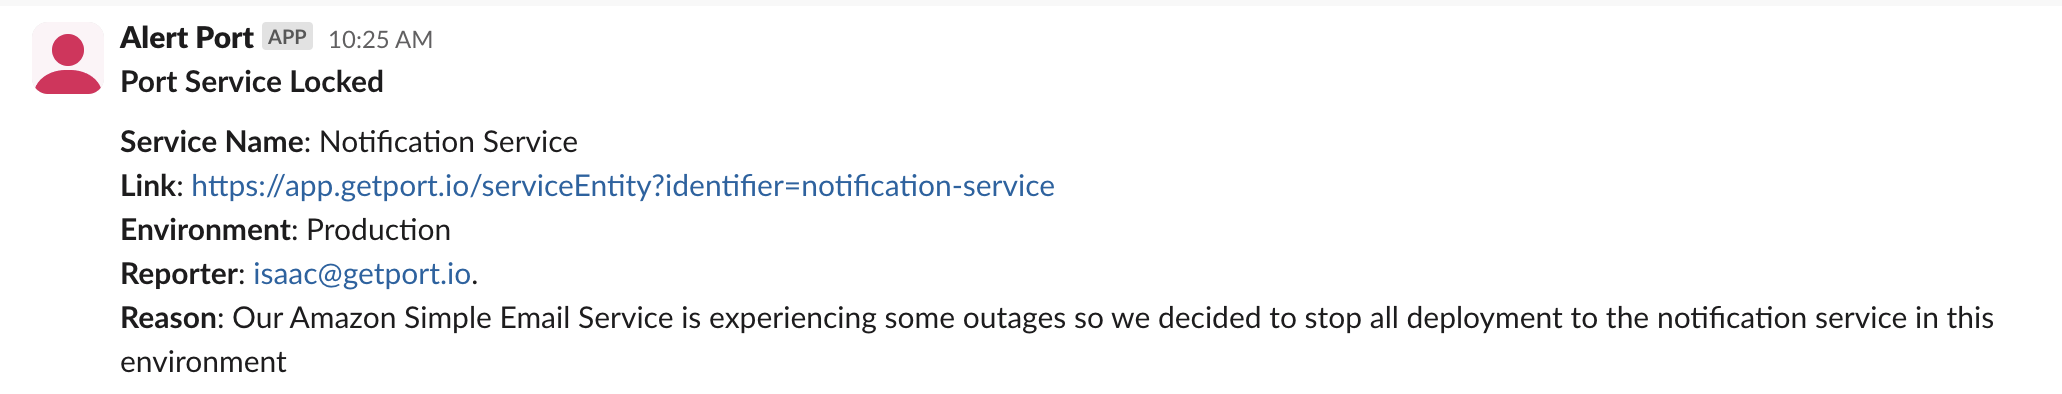 Alert Port APP 10:25 AM
Port Service Locked
Service Name: Notification Service
Link: https://app.getport.io/serviceEntity?identifier=notification-service
Environment: Production
Reporter: isaac@getport.io.
Reason: Our Amazon Simple Email Service is experiencing some outages so we decided to stop all deployment to the notification service in this
environment